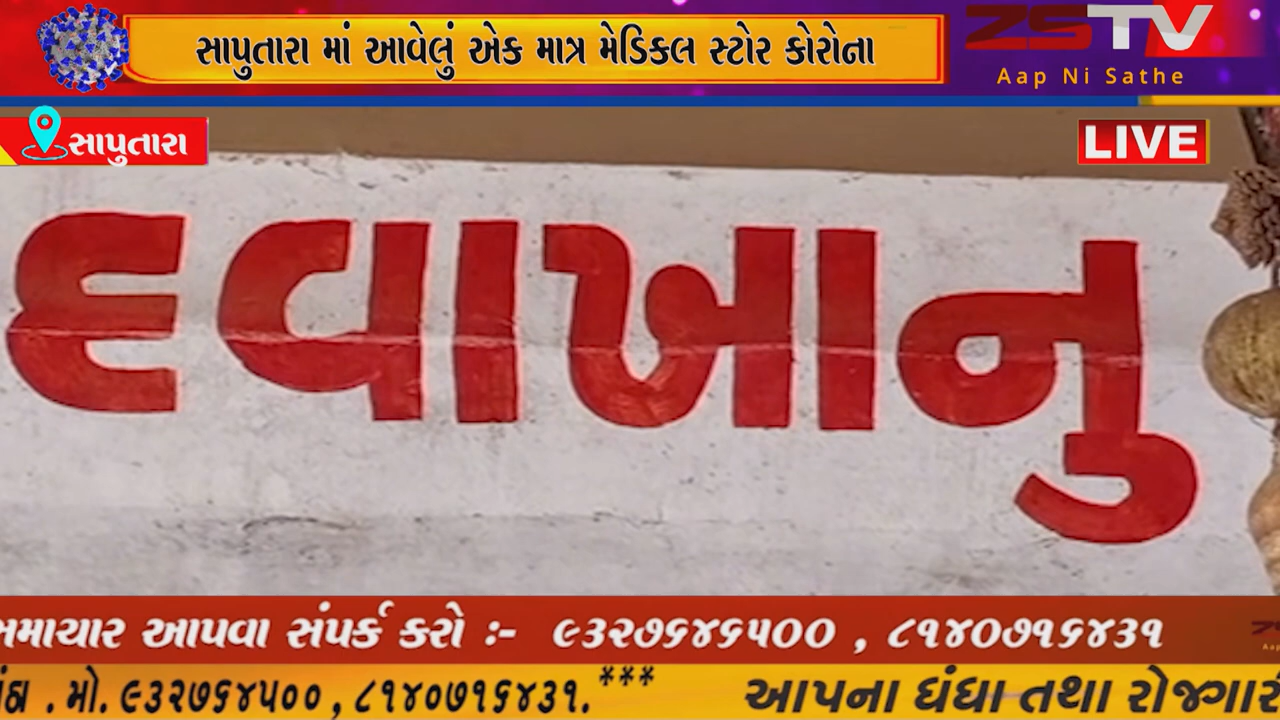 સાપુતારા માં આવેલું એક માત્ર મેડિકલ સ્ટોર કોરોના
ZSTV
Aap Ni Sathe
સાપુતારા
LIVE
દવાખાનુ
સમાચાર આપવા સંપર્ક કરો :- ૯૩૨૭૬૪૬૫૦૦ , ૮૧૪૦૭૧૬૪૩૧
. મો. ૯૩૨૭૬૪૫૦૦ , ૮૧૪૦૭૧૬૪૩૧. *** આપના ધંધા તથા રોજગાર